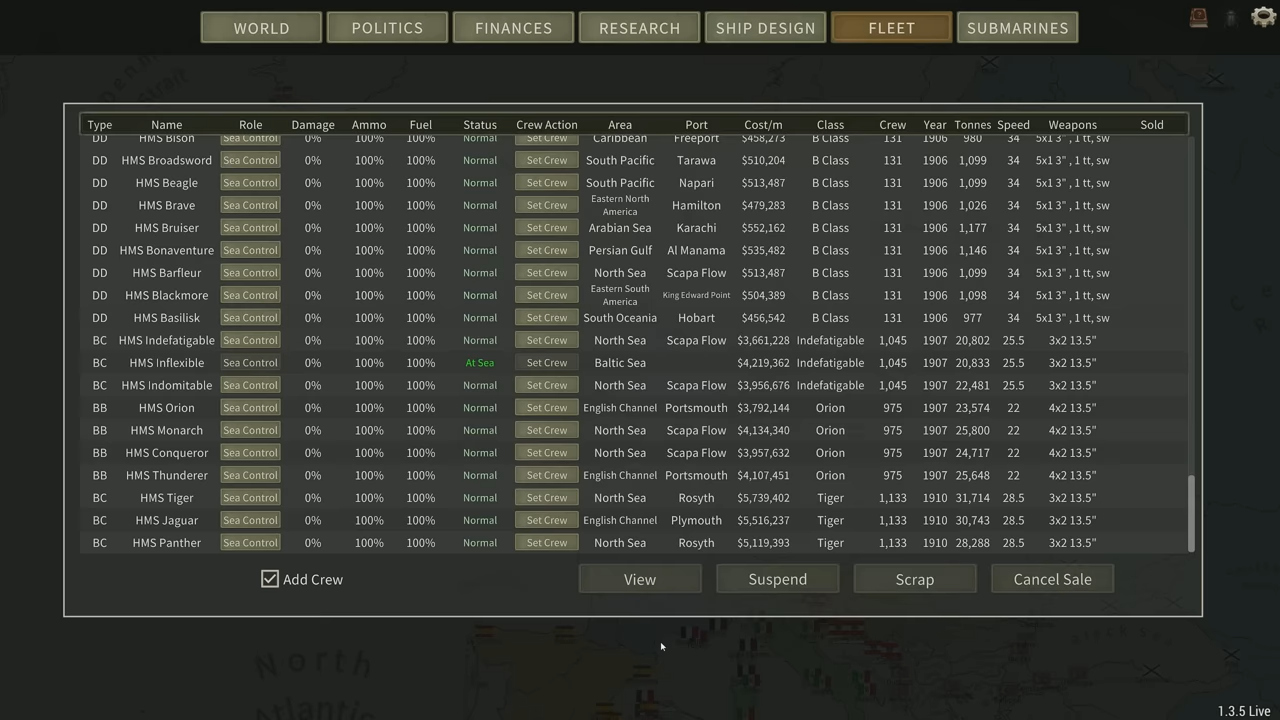 WORLD POLITICS FINANCES RESEARCH SHIP DESIGN FLEET SUBMARINES
Type Name Role Damage Ammo Fuel Status Crew Action Area Port Cost/m Class Crew Year Tonnes Speed Weapons Sold
DD HMS Bison Sea Control 0% 100% 100% Normal Set Crew Caribbean Freeport $458,273 B Class 131 1906 980 34 5x1 3" , 1 tt, sw
DD HMS Broadsword Sea Control 0% 100% 100% Normal Set Crew South Pacific Tarawa $510,204 B Class 131 1906 1,099 34 5x1 3" , 1 tt, sw
DD HMS Beagle Sea Control 0% 100% 100% Normal Set Crew South Pacific Napari $513,487 B Class 131 1906 1,099 34 5x1 3" , 1 tt, sw
DD HMS Brave Sea Control 0% 100% 100% Normal Set Crew Eastern North America Hamilton $479,283 B Class 131 1906 1,026 34 5x1 3" , 1 tt, sw
DD HMS Bruiser Sea Control 0% 100% 100% Normal Set Crew Arabian Sea Karachi $552,162 B Class 131 1906 1,177 34 5x1 3" , 1 tt, sw
DD HMS Bonaventure Sea Control 0% 100% 100% Normal Set Crew Persian Gulf Al Manama $535,482 B Class 131 1906 1,146 34 5x1 3" , 1 tt, sw
DD HMS Barfleur Sea Control 0% 100% 100% Normal Set Crew North Sea Scapa Flow $513,487 B Class 131 1906 1,099 34 5x1 3" , 1 tt, sw
DD HMS Blackmore Sea Control 0% 100% 100% Normal Set Crew Eastern South America King Edward Point $504,389 B Class 131 1906 1,098 34 5x1 3" , 1 tt, sw
DD HMS Basilisk Sea Control 0% 100% 100% Normal Set Crew South Oceania Hobart $456,542 B Class 131 1906 977 34 5x1 3" , 1 tt, sw
BC HMS Indefatigable Sea Control 0% 100% 100% Normal Set Crew North Sea Scapa Flow $3,661,228 Indefatigable 1,045 1907 20,802 25.5 3x2 13.5"
BC HMS Inflexible Sea Control 0% 100% 100% At Sea Set Crew Baltic Sea $4,219,362 Indefatigable 1,045 1907 20,833 25.5 3x2 13.5"
BC HMS Indomitable Sea Control 0% 100% 100% Normal Set Crew North Sea Scapa Flow $3,956,676 Indefatigable 1,045 1907 22,481 25.5 3x2 13.5"
BB HMS Orion Sea Control 0% 100% 100% Normal Set Crew English Channel Portsmouth $3,792,144 Orion 975 1907 23,574 22 4x2 13.5"
BB HMS Monarch Sea Control 0% 100% 100% Normal Set Crew North Sea Scapa Flow $4,134,340 Orion 975 1907 25,800 22 4x2 13.5"
BB HMS Conqueror Sea Control 0% 100% 100% Normal Set Crew North Sea Scapa Flow $3,957,632 Orion 975 1907 24,717 22 4x2 13.5"
BB HMS Thunderer Sea Control 0% 100% 100% Normal Set Crew English Channel Portsmouth $4,107,451 Orion 975 1907 25,648 22 4x2 13.5"
BC HMS Tiger Sea Control 0% 100% 100% Normal Set Crew North Sea Rosyth $5,739,402 Tiger 1,133 1910 31,714 28.5 3x2 13.5"
BC HMS Jaguar Sea Control 0% 100% 100% Normal Set Crew English Channel Plymouth $5,516,237 Tiger 1,133 1910 30,743 28.5 3x2 13.5"
BC HMS Panther Sea Control 0% 100% 100% Normal Set Crew North Sea Rosyth $5,119,393 Tiger 1,133 1910 28,288 28.5 3x2 13.5"
Add Crew View Suspend Scrap Cancel Sale
North
Atlantic
1.3.5 Live